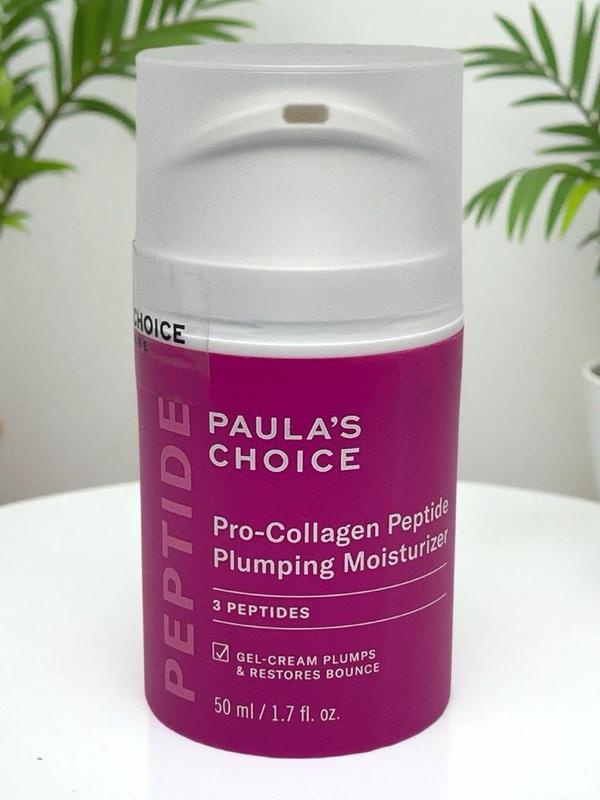 CHOICE
PEPTIDE
PAULA'S
CHOICE
Pro-Collagen Peptide
Plumping Moisturizer
3 PEPTIDES
GEL-CREAM PLUMPS
& RESTORES BOUNCE
50 ml / 1.7 fl. oz.